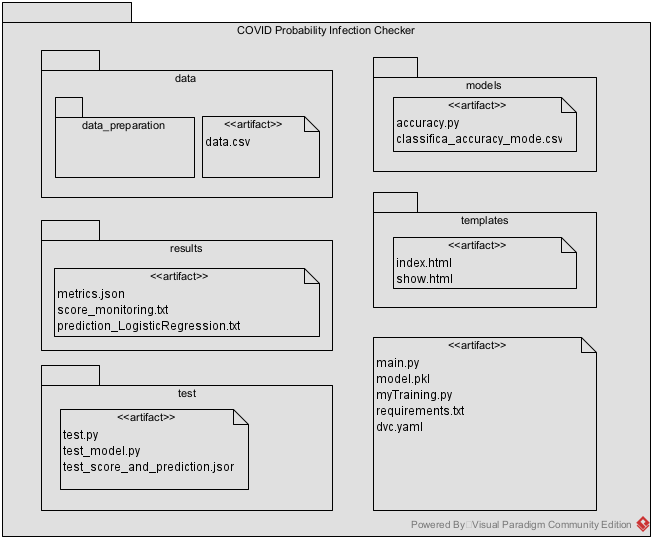 COVID Probability Infection Checker
data
data_preparation
<<artifact>>
data.csv
models
<<artifact>>
accuracy.py
classifica_accuracy_mode.csv
results
<<artifact>>
metrics.json
score_monitoring.txt
prediction_LogisticRegression.txt
templates
<<artifact>>
index.html
show.html
test
<<artifact>>
test.py
test_model.py
test_score_and_prediction.jsor
<<artifact>>
main.py
model.pkl
myTraining.py
requirements.txt
dvc.yaml
Powered By Visual Paradigm Community Edition